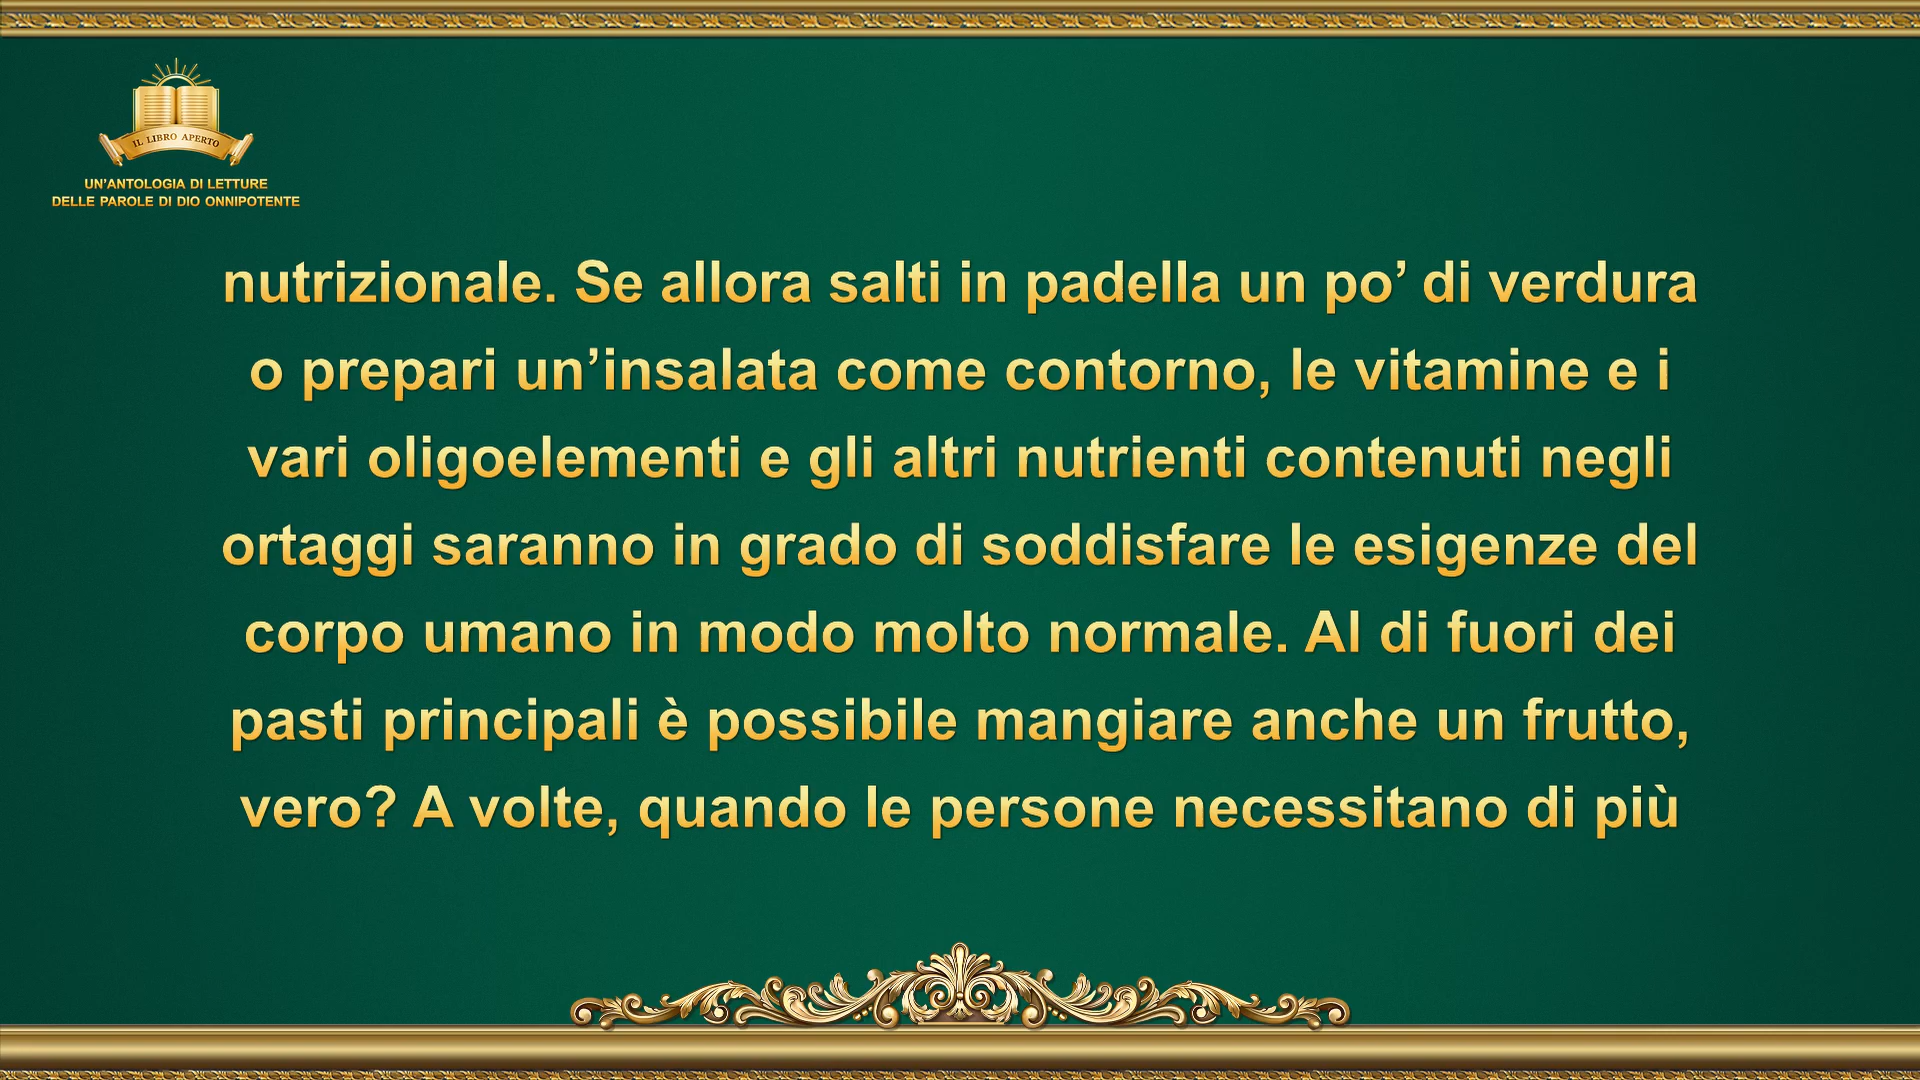 IL LIBRO APERTO
UN’ANTOLOGIA DI LETTURE
DELLE PAROLE DI DIO ONNIPOTENTE
nutrizionale. Se allora salti in padella un po’ di verdura
o prepari un’insalata come contorno, le vitamine e i
vari oligoelementi e gli altri nutrienti contenuti negli
ortaggi saranno in grado di soddisfare le esigenze del
corpo umano in modo molto normale. Al di fuori dei
pasti principali è possibile mangiare anche un frutto,
vero? A volte, quando le persone necessitano di più